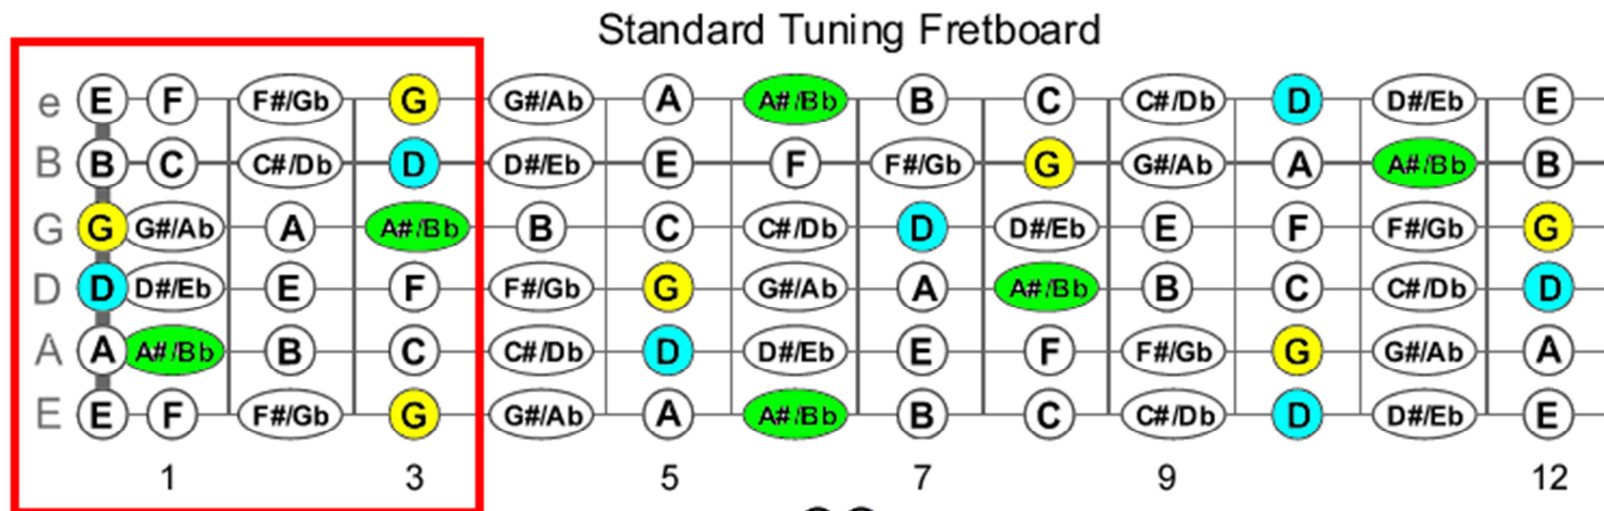 Standard Tuning Fretboard
e E F F#/Gb G G#/Ab A A#/Bb B C C#/Db D D#/Eb E
B B C C#/Db D D#/Eb E F F#/Gb G G#/Ab A A#/Bb B
G G G#/Ab A A#/Bb B C C#/Db D D#/Eb E F F#/Gb G
D D D#/Eb E F F#/Gb G G#/Ab A A#/Bb B C C#/Db D
A A A#/Bb B C C#/Db D D#/Eb E F F#/Gb G G#/Ab A
E E F F#/Gb G G#/Ab A A#/Bb B C C#/Db D D#/Eb E
1 3 5 7 9 12